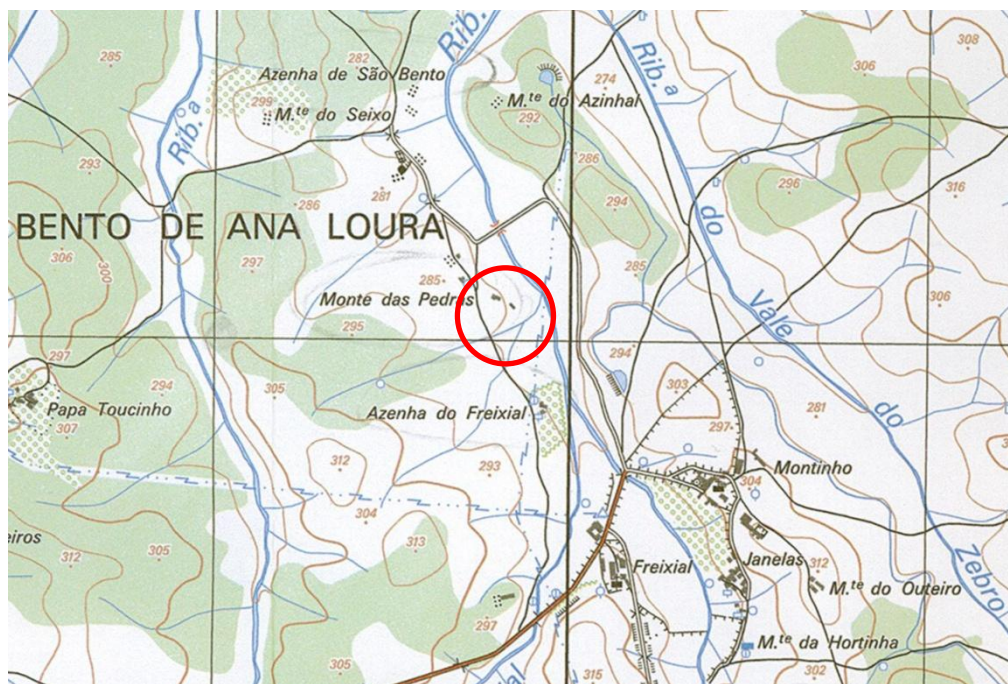 285
282
Azenha de São Bento
299
M.te do Seixo
Rib.a
Rib.
274
M.te do Azinhal
292
Rib.a
306
308
293
281
286
286
294
296
316
BENTO DE ANA LOURA
306
300
297
285
Monte das Pedras
285
do
Vale
do
Zebro
306
295
297
Papa Toucinho
307
294
305
Azenha do Freixial
294
303
297
281
312
293
304
Montinho
304
eiros
312
305
313
Freixial
Janelas
312
M.te do Outeiro
297
M.te da Hortinha
305
315
302